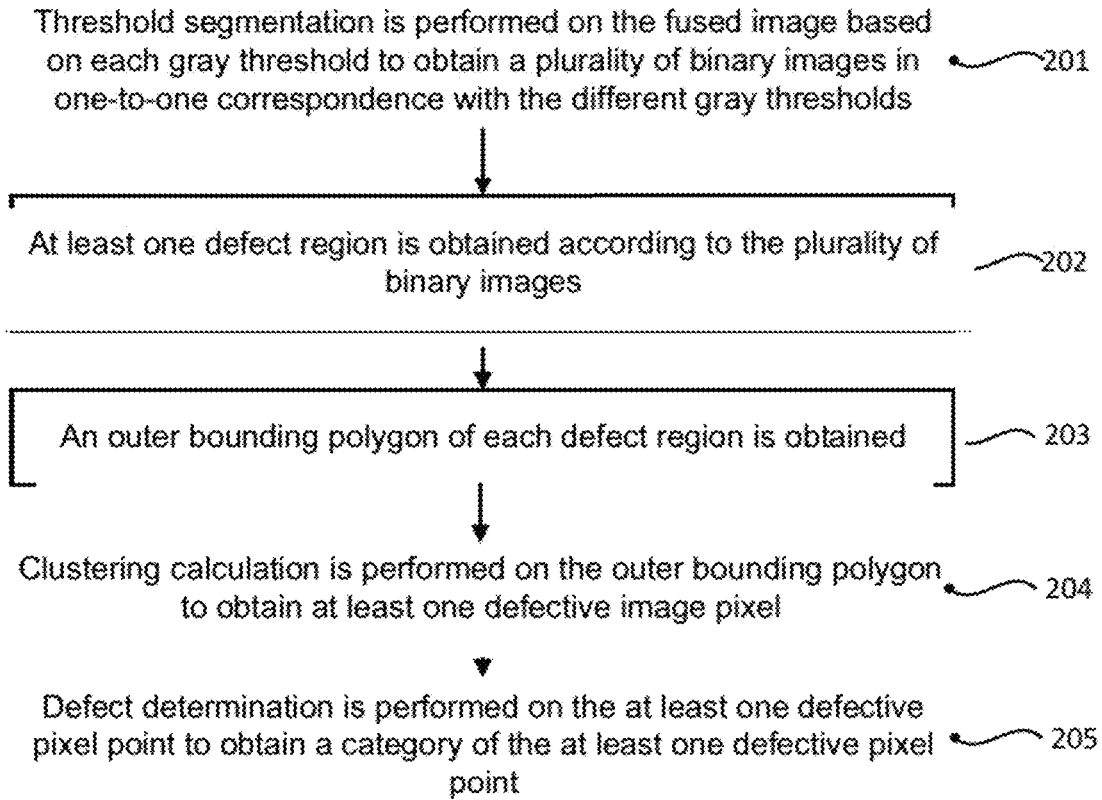 Threshold segmentation is performed on the fused image based
on each gray threshold to obtain a plurality of binary images in
one-to-one correspondence with the different gray thresholds
201
At least one defect region is obtained according to the plurality of
binary images
202
An outer bounding polygon of each defect region is obtained
203
Clustering calculation is performed on the outer bounding polygon
to obtain at least one defective image pixel
204
Defect determination is performed on the at least one defective
pixel point to obtain a category of the at least one defective pixel
point
205